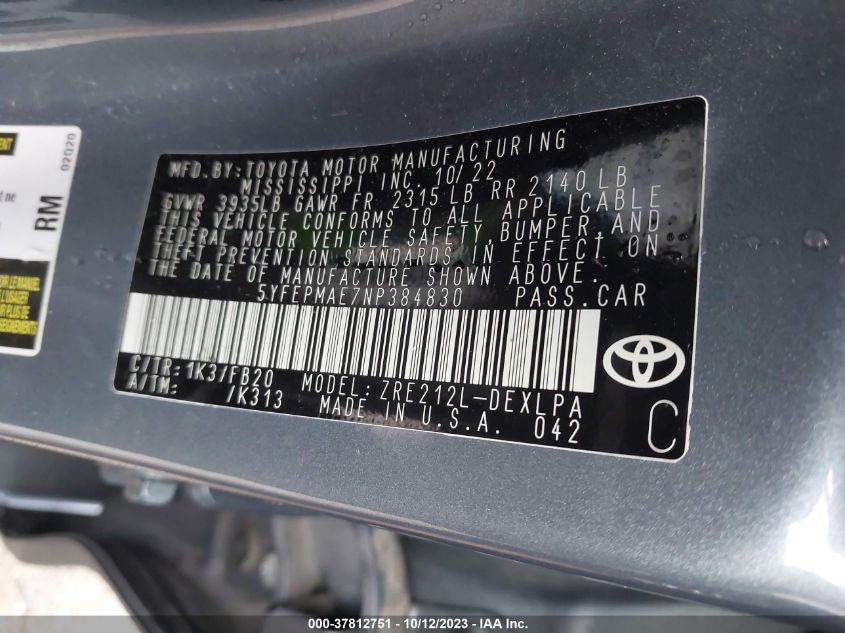 MFD. BY: TOYOTA MOTOR MANUFACTURING
MISSISSIPPI INC. 10/22
GVWR 3935LB GAWR FR 2315 LB RR 2140 LB
THIS VEHICLE CONFORMS TO ALL APPLICABLE
FEDERAL MOTOR VEHICLE SAFETY, BUMPER, AND
THEFT PREVENTION STANDARDS IN EFFECT ON
THE DATE OF MANUFACTURE SHOWN ABOVE.
5YFEPMAE7NP384830 PASS.CAR
C/TR: 1K37FB20 MODEL: ZRE212L-DEXLPA
A/TM: /K313 MADE IN U.S.A. 042
C
02020
RM
000-37812751 - 10/12/2023 - IAA Inc.